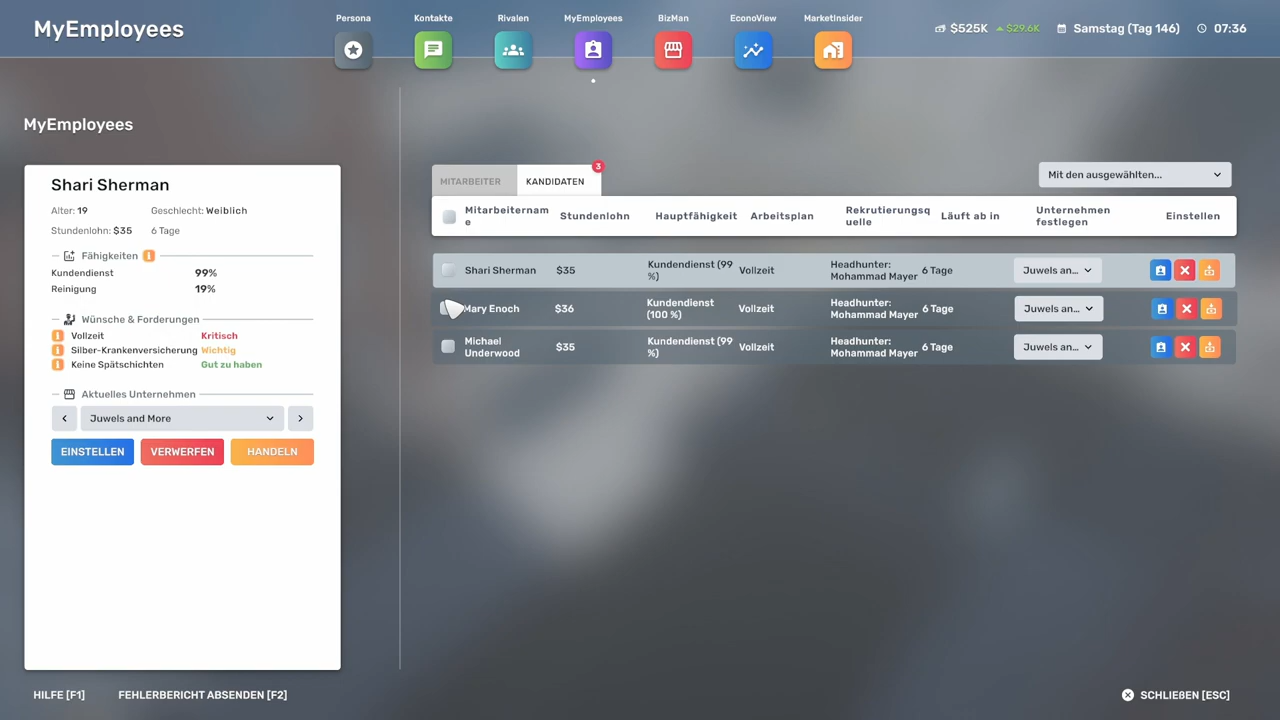 MyEmployees
Persona
Kontakte
Rivalen
MyEmployees
BizMan
EconoView
MarketInsider
$525K
$29.6K
Samstag (Tag 146)
07:36
MyEmployees
Shari Sherman
Alter: 19
Geschlecht: Weiblich
Stundenlohn: $35
6 Tage
Fähigkeiten
Kundendienst 99%
Reinigung 19%
Wünsche & Forderungen
Vollzeit Kritisch
Silber-Krankenversicherung Wichtig
Keine Spätschichten Gut zu haben
Aktuelles Unternehmen
Juwels and More
EINSTELLEN
VERWERFEN
HANDELN
MITARBEITER
KANDIDATEN
3
Mit den ausgewählten...
Mitarbeiternam
e
Stundenlohn
Hauptfähigkeit
Arbeitsplan
Rekrutierungsq
uelle
Läuft ab in
Unternehmen
festlegen
Einstellen
Shari Sherman
$35
Kundendienst (99
%)
Vollzeit
Headhunter:
Mohammad Mayer
6 Tage
Juwels an...
Mary Enoch
$36
Kundendienst
(100 %)
Vollzeit
Headhunter:
Mohammad Mayer
6 Tage
Juwels an...
Michael
Underwood
$35
Kundendienst (99
%)
Vollzeit
Headhunter:
Mohammad Mayer
6 Tage
Juwels an...
HILFE [F1]
FEHLERBERICHT ABSENDEN [F2]
SCHLIEßEN [ESC]